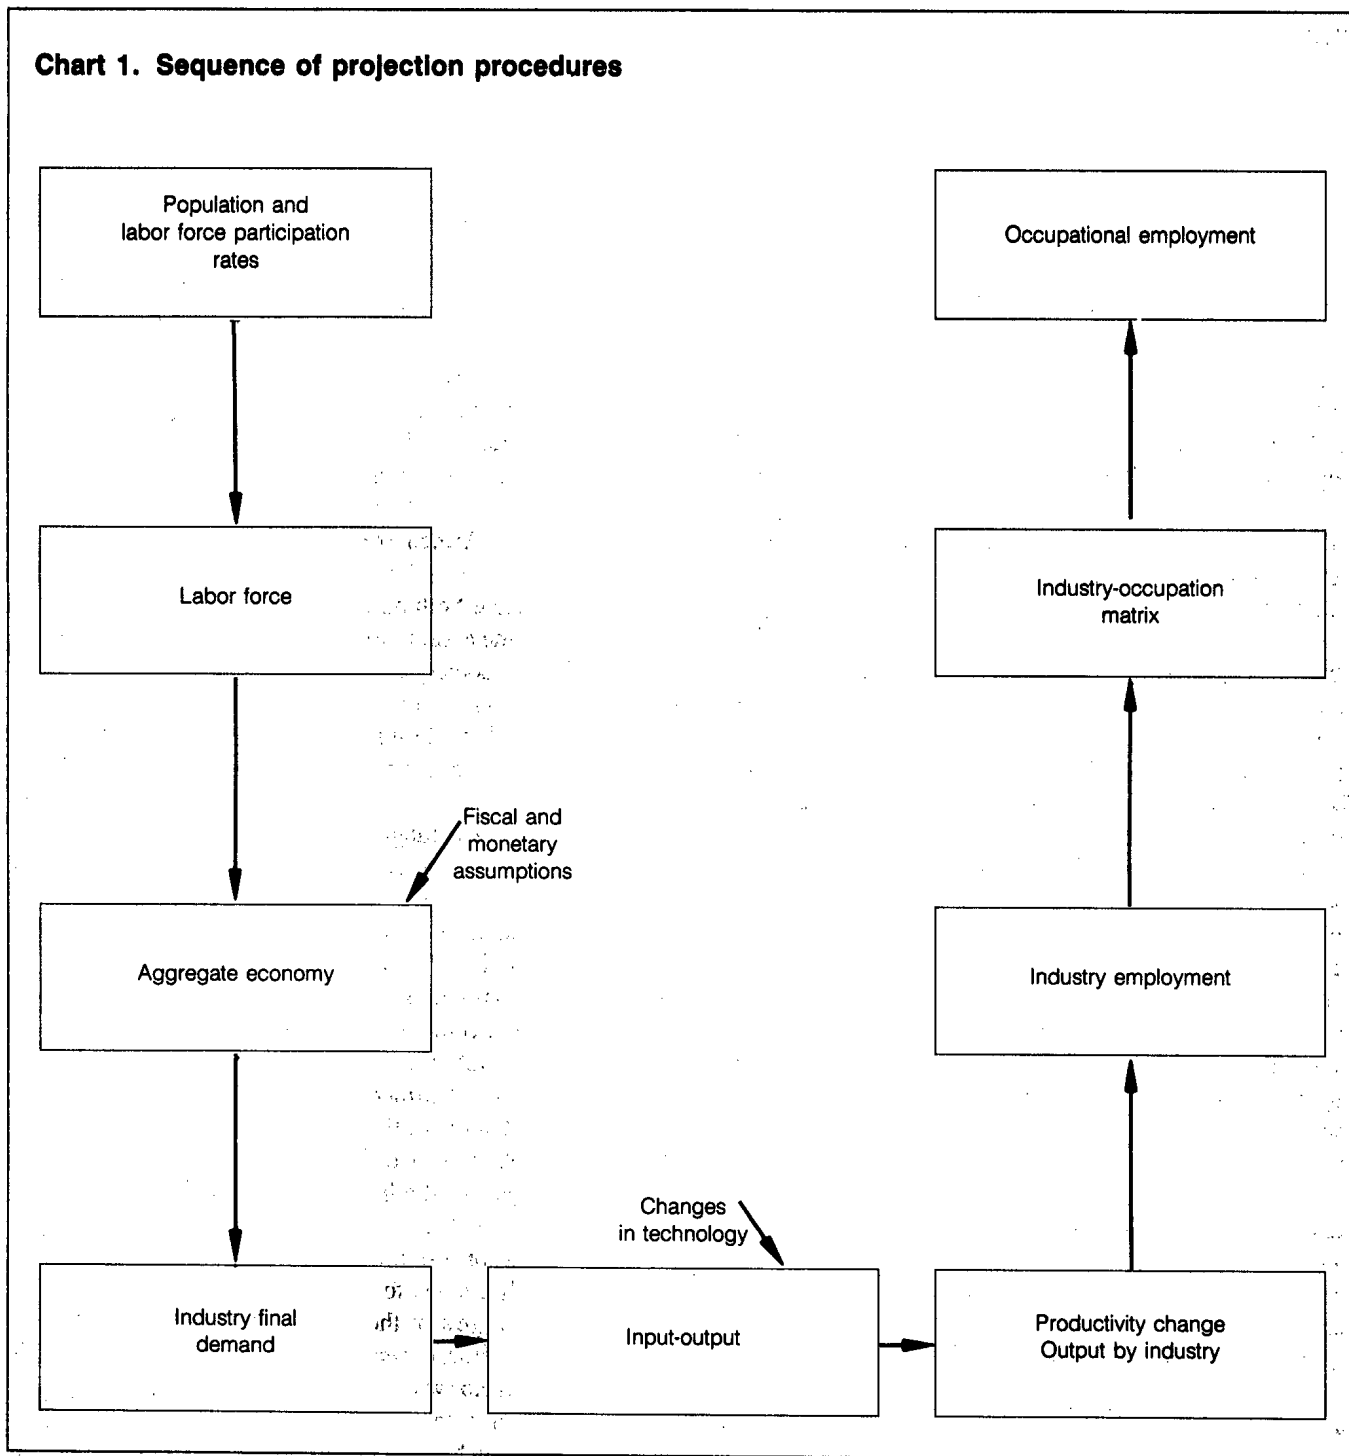 Chart 1. Sequence of projection procedures
Population and
labor force participation
rates
Labor force
Fiscal and
monetary
assumptions
Aggregate economy
Industry final
demand
Changes
in technology
Input-output
Productivity change
Output by industry
Industry employment
Industry-occupation
matrix
Occupational employment